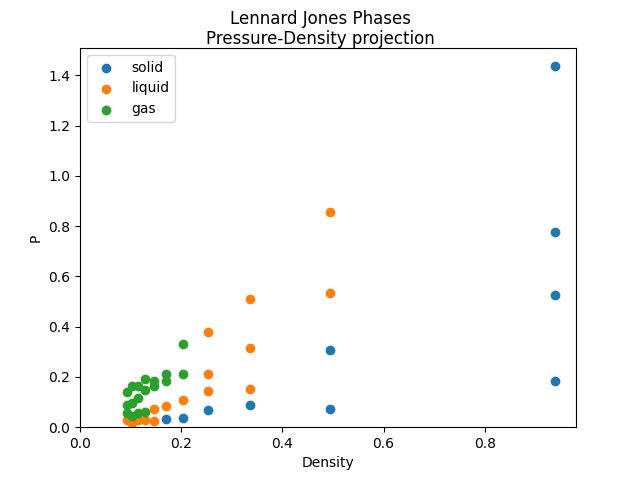 Lennard Jones Phases
Pressure-Density projection
solid
liquid
gas
1.4
1.2
1.0
0.8
0.6
0.4
0.2
0.0
P
0.0 0.2 0.4 0.6 0.8
Density